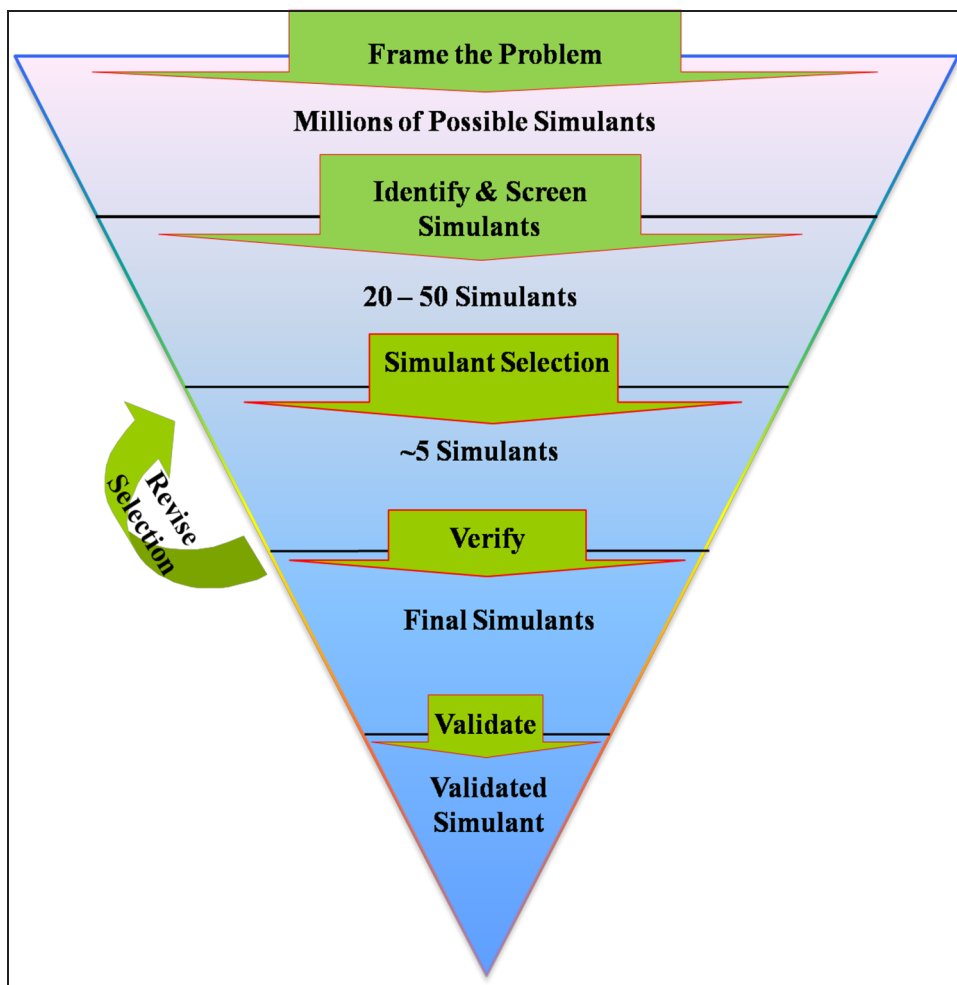 Frame the Problem
Millions of Possible Simulants
Identify & Screen
Simulants
20 – 50 Simulants
Simulant Selection
~5 Simulants
Revise
Selection
Verify
Final Simulants
Validate
Validated
Simulant